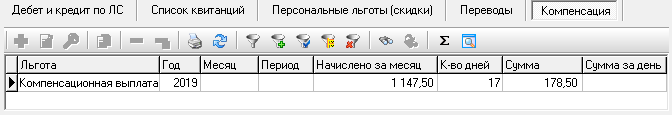 Дебет и кредит по ЛС Список квитанций Персональные льготы (скидки) Переводы Компенсация
Σ
Льгота Год Месяц Период Начислено за месяц К-во дней Сумма Сумма за день
Компенсационная выплата 2019 1 147,50 17 178,50